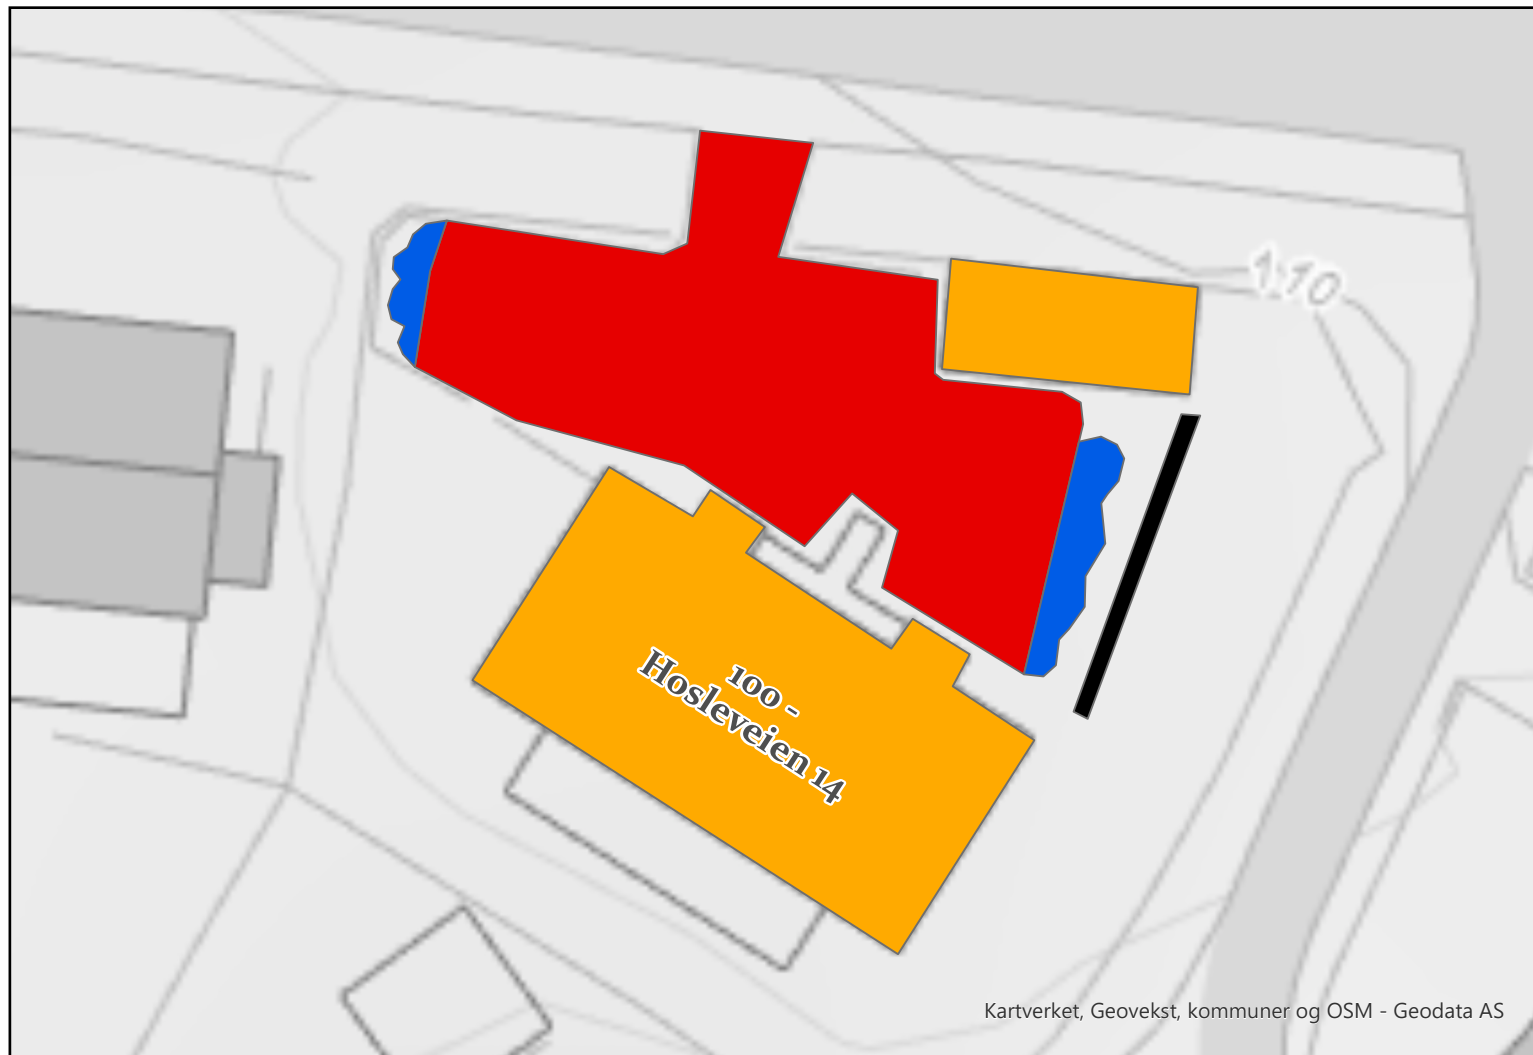 110
100 -
Hosleveien 14
Kartverket, Geovekst, kommuner og OSM - Geodata AS